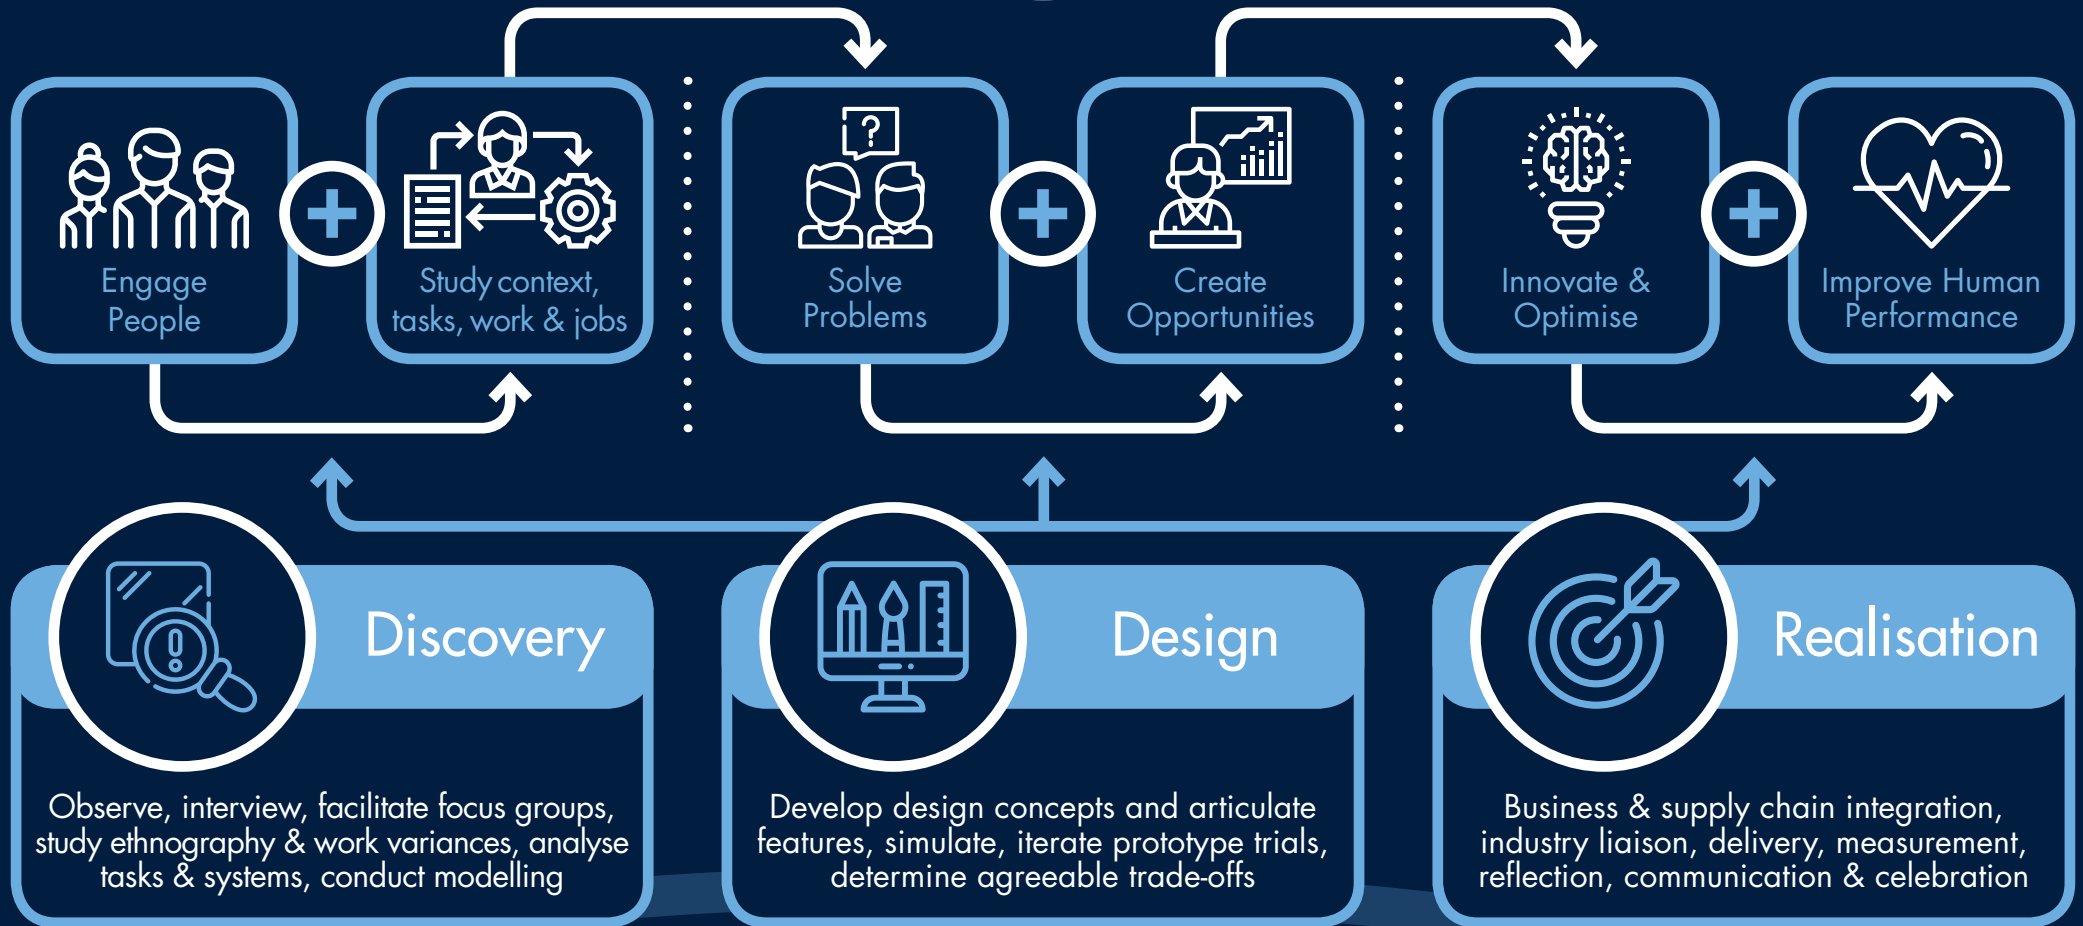 Engage
People
Study context,
tasks, work & jobs
?
Solve
Problems
Create
Opportunities
Innovate &
Optimise
Improve Human
Performance
Discovery
Observe, interview, facilitate focus groups,
study ethnography & work variances, analyse
tasks & systems, conduct modelling
Design
Develop design concepts and articulate
features, simulate, iterate prototype trials,
determine agreeable trade-offs
Realisation
Business & supply chain integration,
industry liaison, delivery, measurement,
reflection, communication & celebration